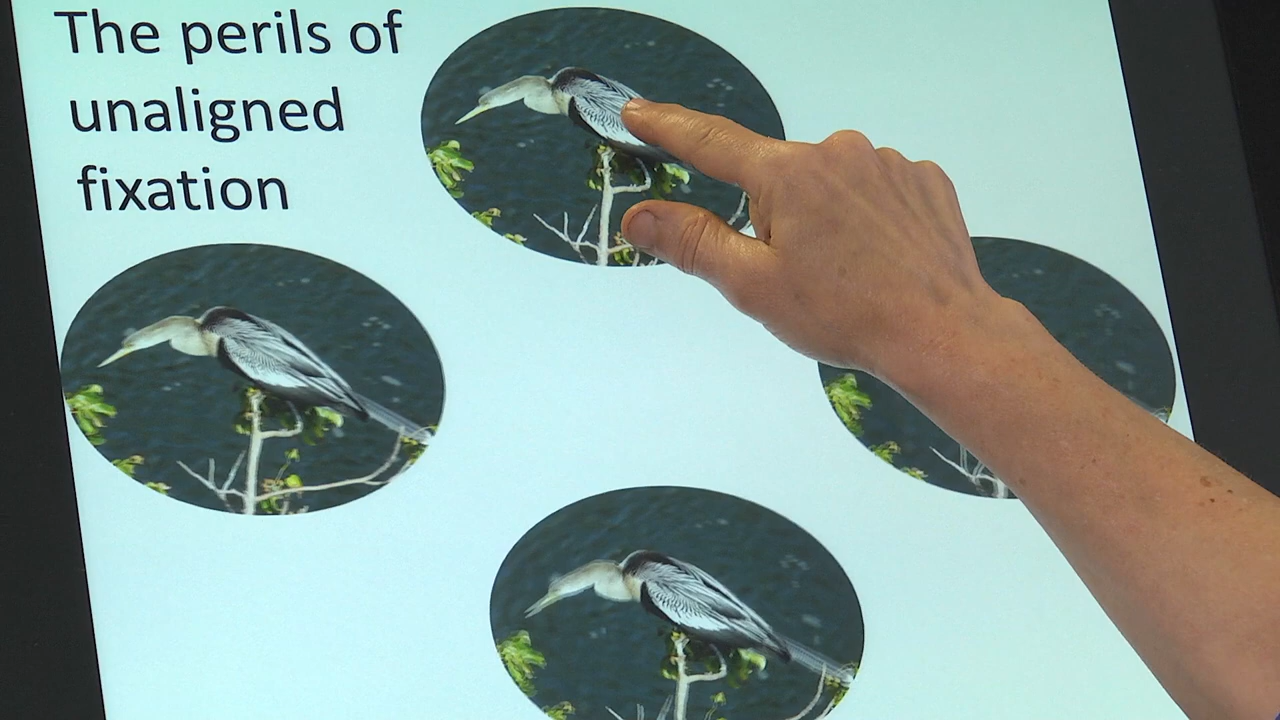 The perils of
unaligned
fixation